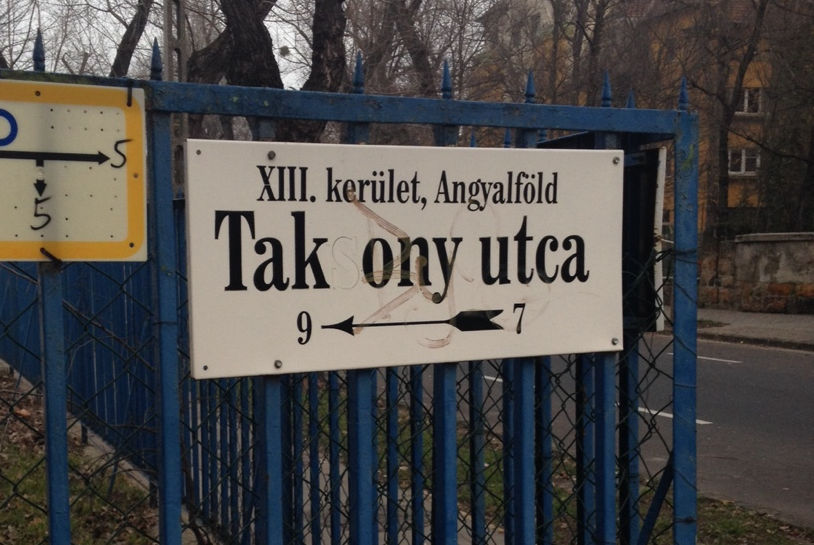 XIII. kerület, Angyalföld
Tak ony utca
9 7
5
5